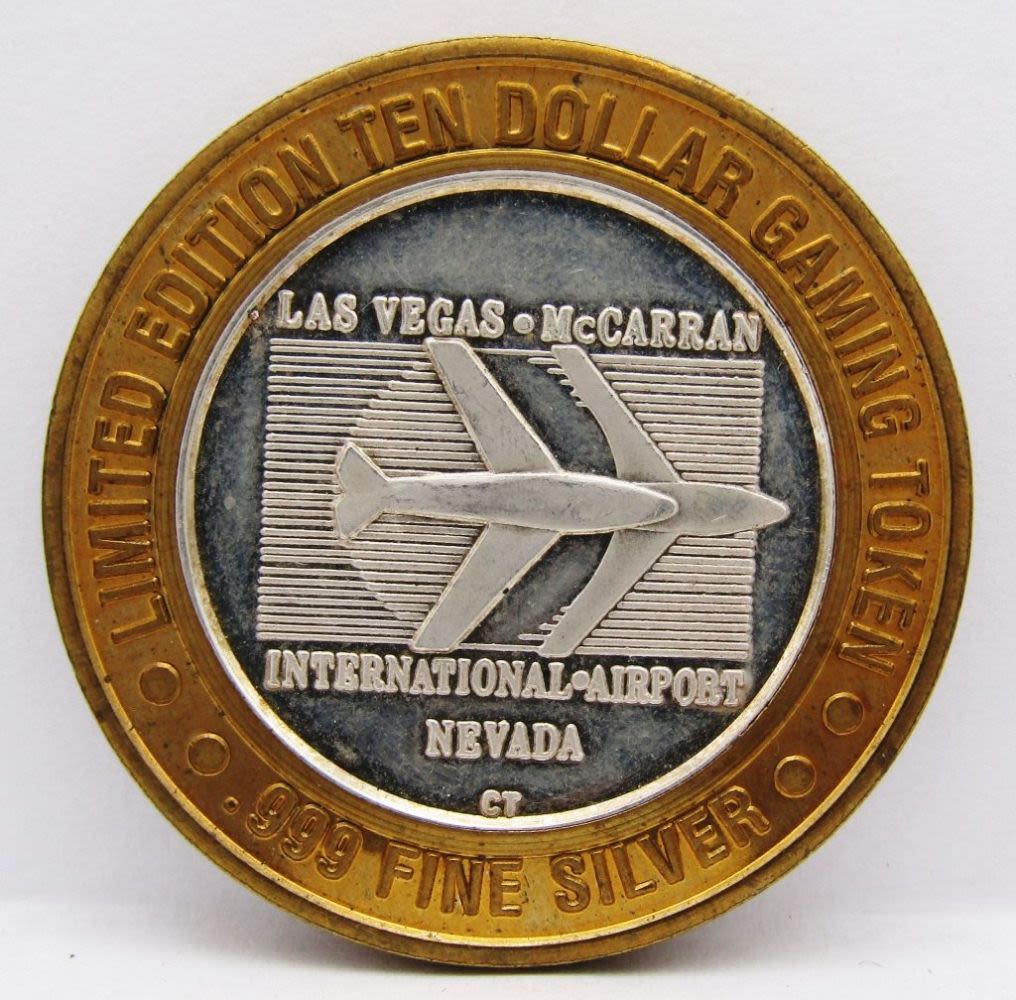 LIMITED EDITION TEN DOLLAR GAMING TOKEN
LAS VEGAS • McCARRAN
INTERNATIONAL•AIRPORT
NEVADA
CT
.999 FINE SILVER